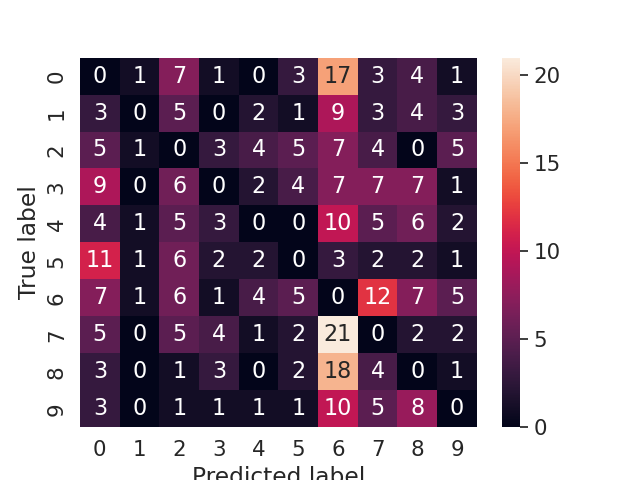 0 0 1 7 1 0 3 17 3 4 1
1 3 0 5 0 2 1 9 3 4 3
2 5 1 0 3 4 5 7 4 0 5
3 9 0 6 0 2 4 7 7 7 1
4 4 1 5 3 0 0 10 5 6 2
5 11 1 6 2 2 0 3 2 2 1
6 7 1 6 1 4 5 0 12 7 5
7 5 0 5 4 1 2 21 0 2 2
8 3 0 1 3 0 2 18 4 0 1
9 3 0 1 1 1 1 10 5 8 0
0 1 2 3 4 5 6 7 8 9
True label
Predicted label
20
15
10
5
0